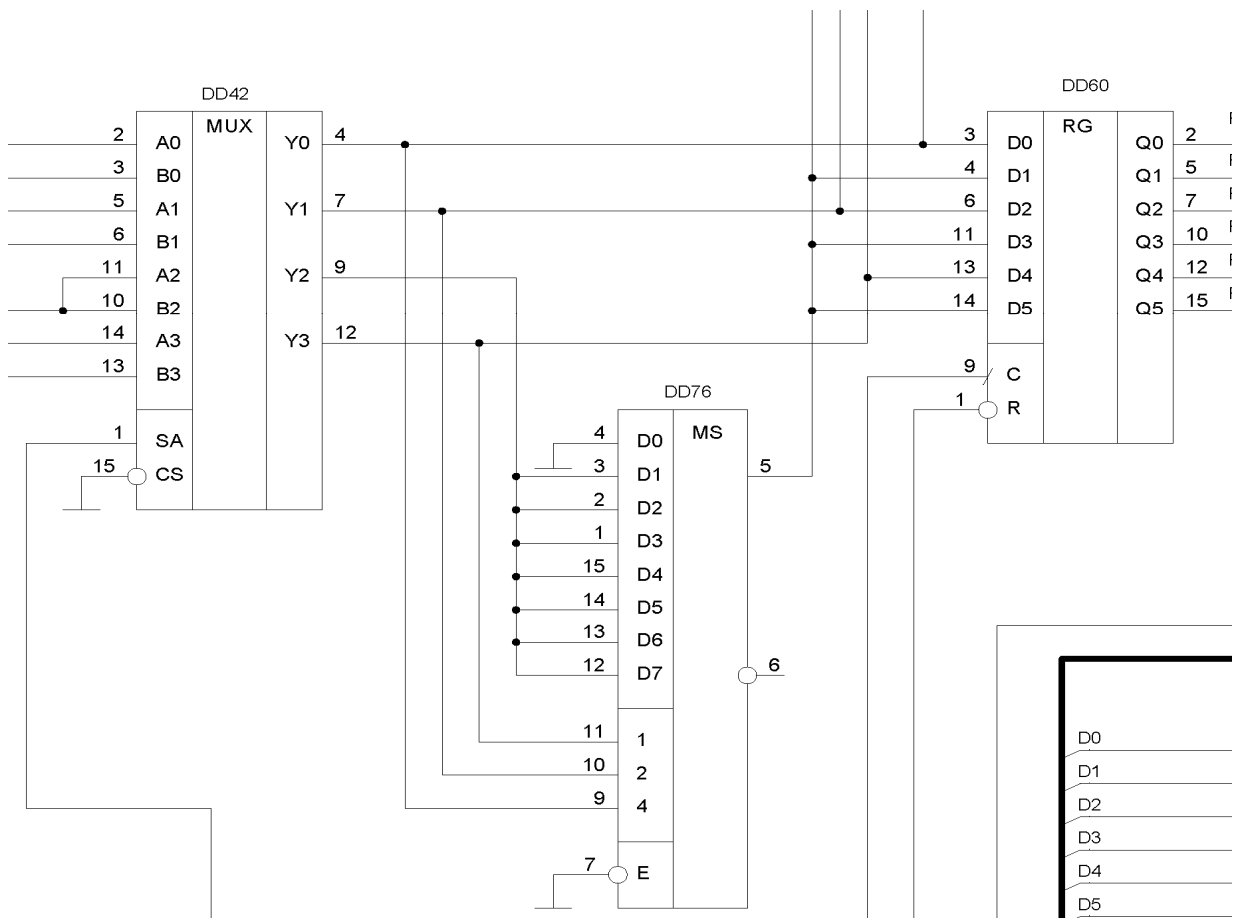 DD42
MUX
2 A0 Y0 4
3 B0
5 A1 Y1 7
6 B1
11 A2 Y2 9
10 B2
14 A3 Y3 12
13 B3
1 SA
15 CS
DD60
RG
3 D0 Q0 2
4 D1 Q1 5
6 D2 Q2 7
11 D3 Q3 10
13 D4 Q4 12
14 D5 Q5 15
9 C
1 R
DD76
MS
4 D0
3 D1 5
2 D2
1 D3
15 D4
14 D5
13 D6
12 D7 6
11 1
10 2
9 4
7 E
D0
D1
D2
D3
D4
D5